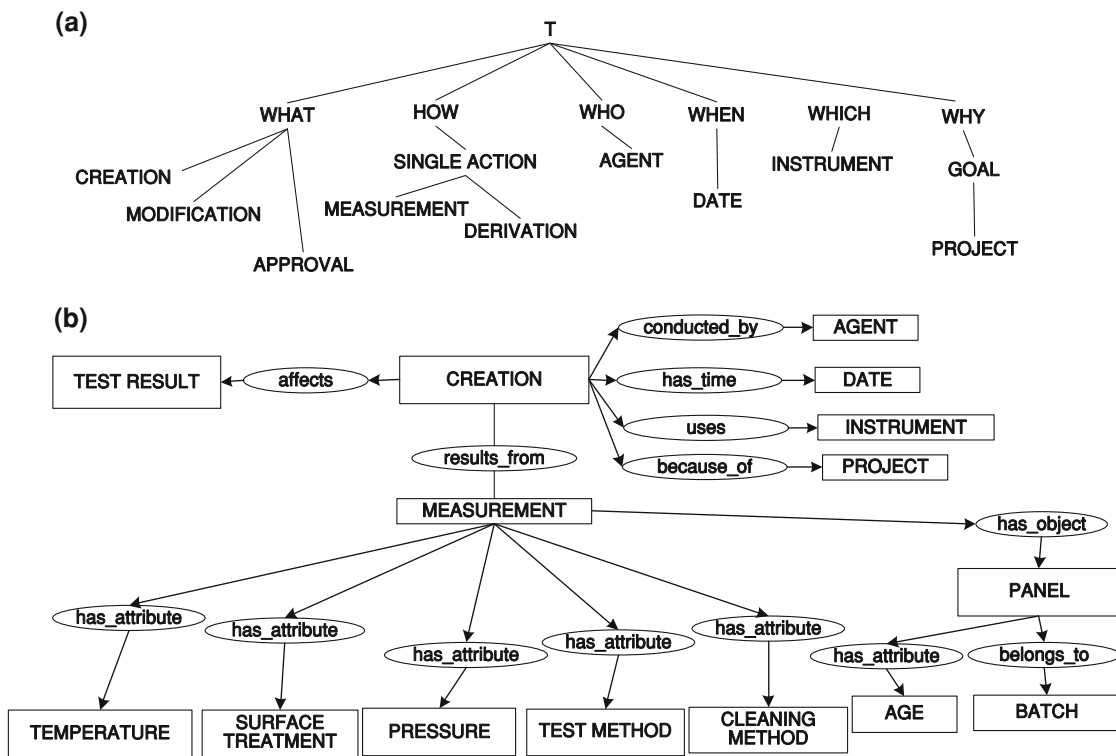 (a)
T
WHAT
HOW
WHO
WHEN
WHICH
WHY
CREATION
MODIFICATION
APPROVAL
SINGLE ACTION
MEASUREMENT
DERIVATION
AGENT
DATE
INSTRUMENT
GOAL
PROJECT
(b)
TEST RESULT
affects
CREATION
conducted_by
AGENT
has_time
DATE
uses
INSTRUMENT
because_of
PROJECT
results_from
MEASUREMENT
has_object
PANEL
has_attribute
has_attribute
has_attribute
has_attribute
has_attribute
has_attribute
belongs_to
TEMPERATURE
SURFACE
TREATMENT
PRESSURE
TEST METHOD
CLEANING
METHOD
AGE
BATCH